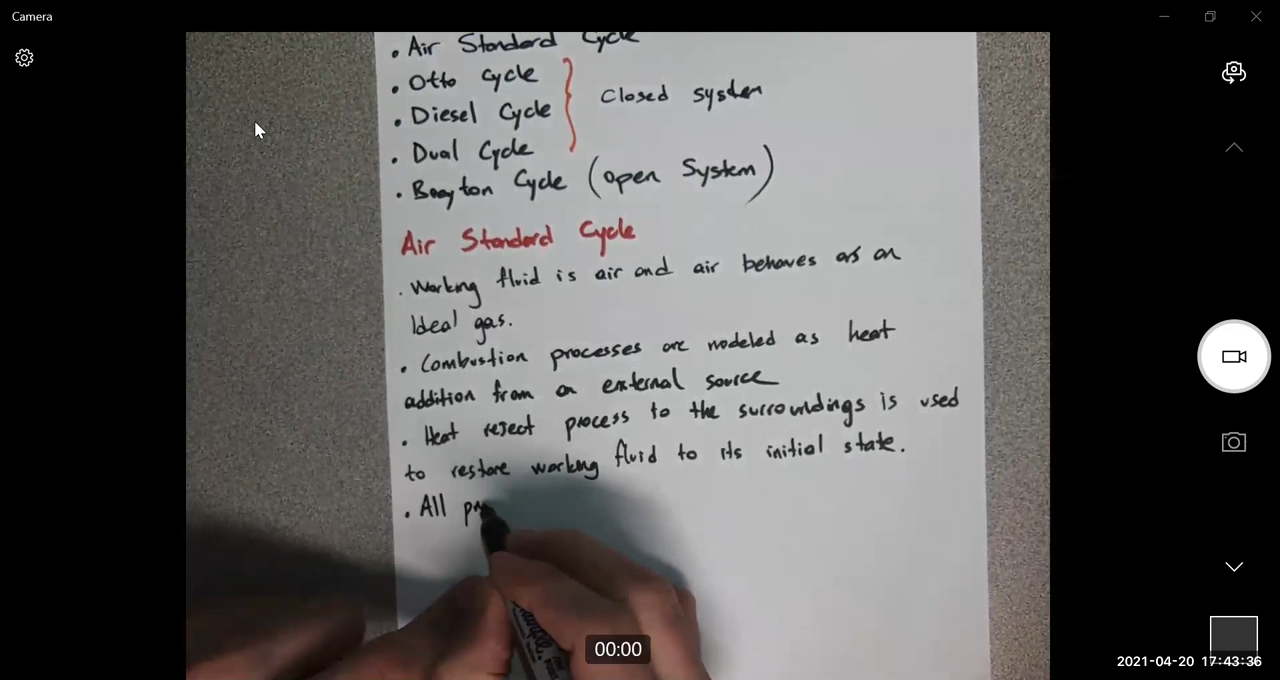 Camera
• Air Standard Cycle
• Otto Cycle
• Diesel Cycle
• Dual Cycle
closed system
• Brayton Cycle (open System)
Air Standard Cycle
• Working fluid is air and air behaves as an
Ideal gas.
• Combustion processes are modeled as heat
addition from an external source
• Heat reject process to the surroundings is used
to restore working fluid to its initial state.
• All pr
00:00
2021-04-20 17:43:36